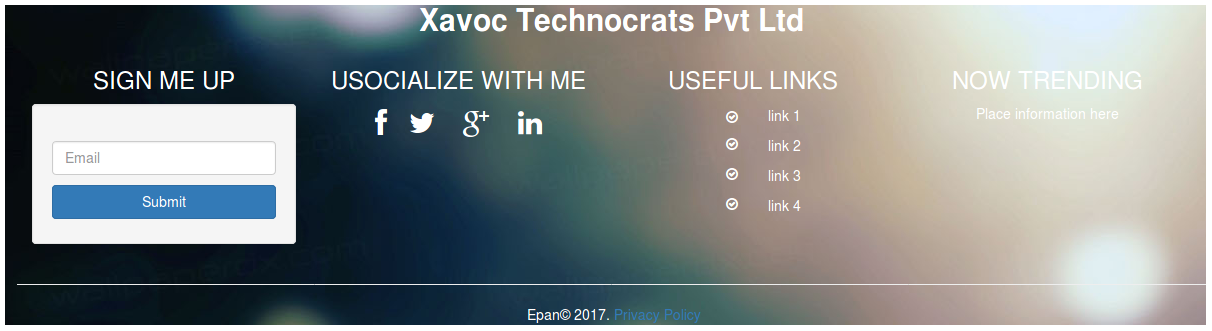 Xavoc Technocrats Pvt Ltd
SIGN ME UP
Email
Submit
USOCIALIZE WITH ME
f
g+
in
USEFUL LINKS
link 1
link 2
link 3
link 4
NOW TRENDING
Place information here
Epan© 2017. Privacy Policy